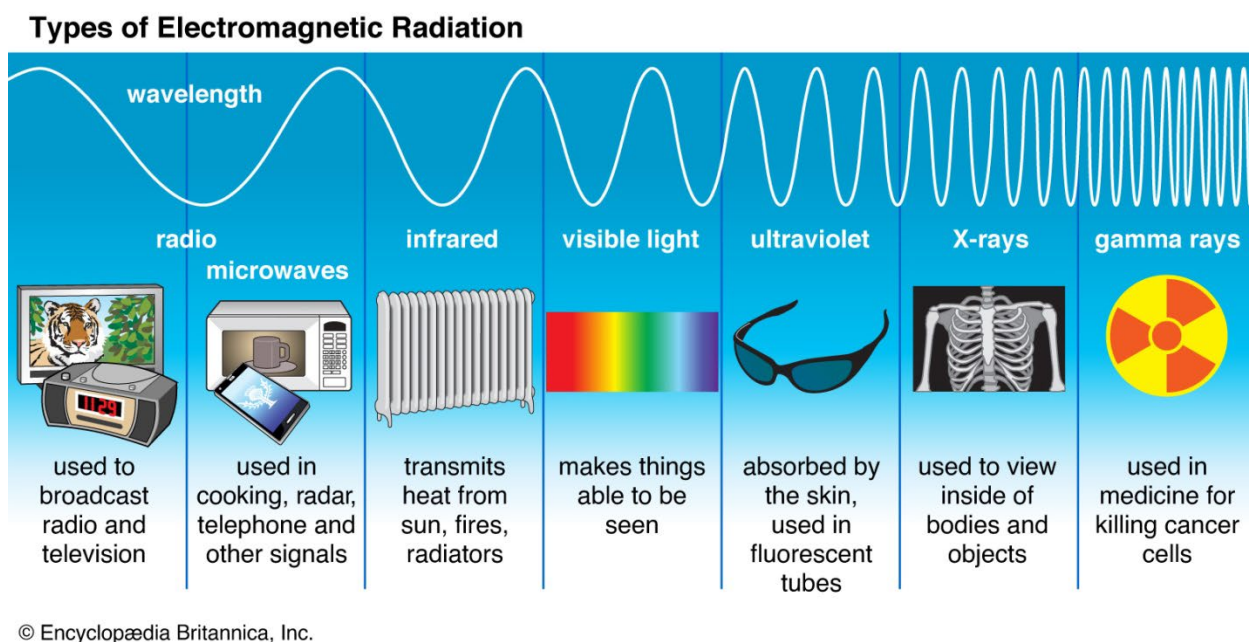 Types of Electromagnetic Radiation
wavelength
radio
microwaves
infrared
visible light
ultraviolet
X-rays
gamma rays
11:29
used to
broadcast
radio and
television
used in
cooking, radar,
telephone and
other signals
transmits
heat from
sun, fires,
radiators
makes things
able to be
seen
absorbed by
the skin,
used in
fluorescent
tubes
used to view
inside of
bodies and
objects
used in
medicine for
killing cancer
cells
© Encyclopædia Britannica, Inc.